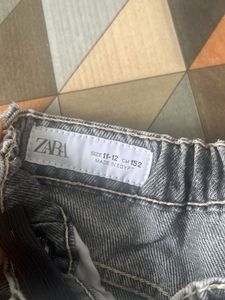 ZARA
SIZE 11-12 CM 152
MADE IN EGYPT